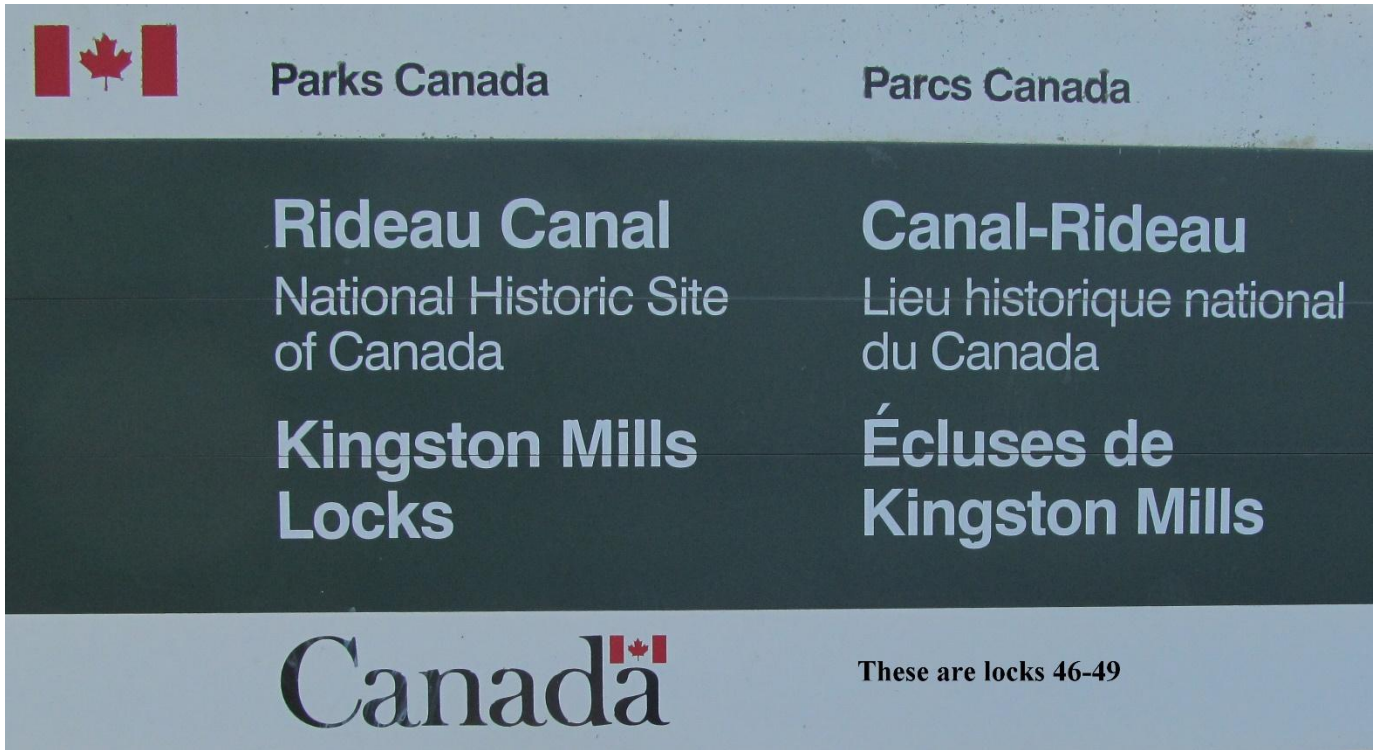 Parks Canada
Rideau Canal
National Historic Site
of Canada
Kingston Mills
Locks
Parcs Canada
Canal-Rideau
Lieu historique national
du Canada
Écluses de
Kingston Mills
Canada
These are locks 46-49